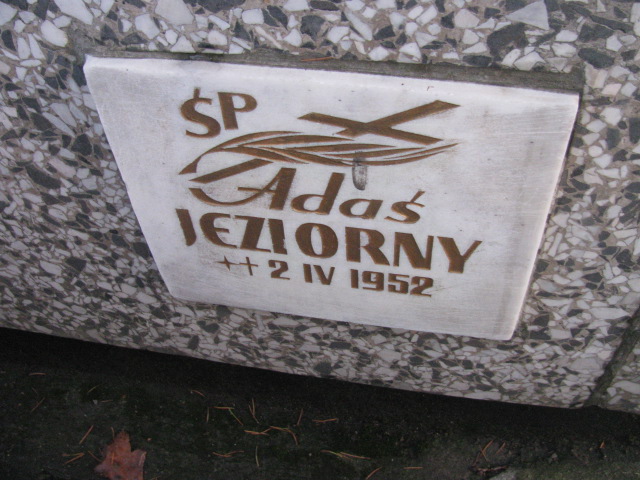 ŚP
Adaś
JEZIORNY
++ 2 IV 1952